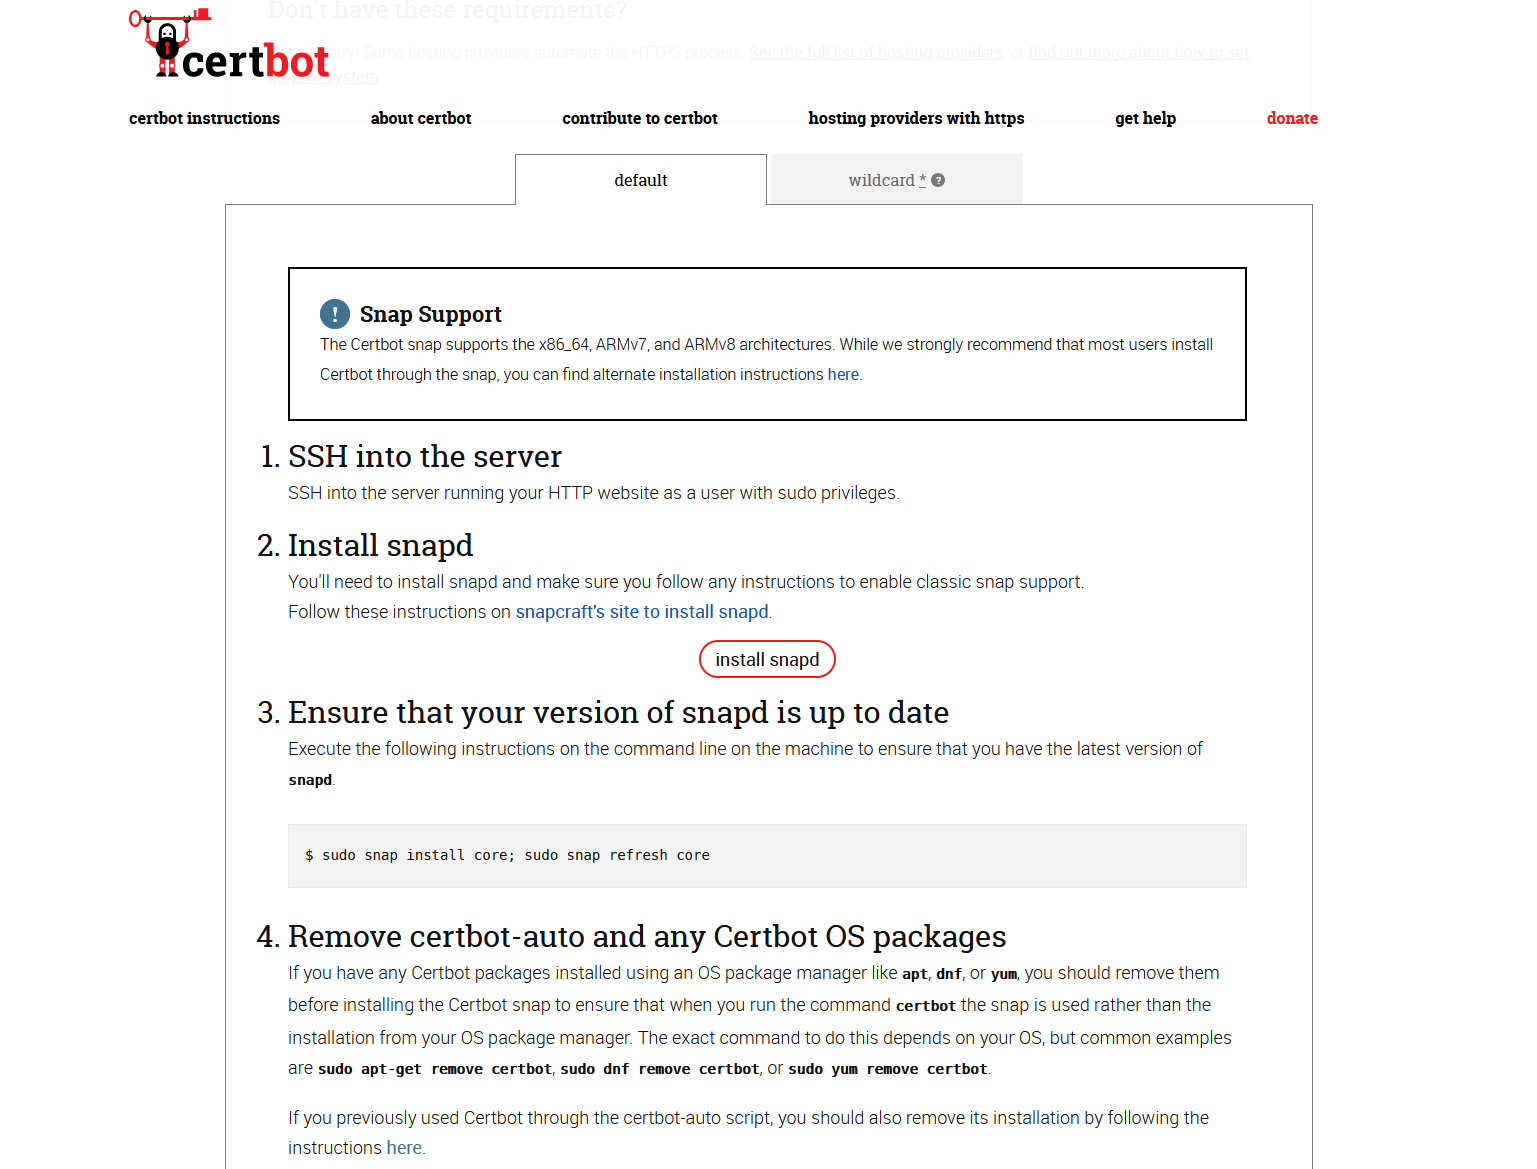 Don't have these requirements?
rry! Some hosting providers automate the HTTPS process. See the full list of hosting providers, or find out more about how to set
system
certbot
certbot instructions
about certbot
contribute to certbot
hosting providers with https
get help
donate
default
wildcard * ?
! Snap Support
The Certbot snap supports the x86_64, ARMv7, and ARMv8 architectures. While we strongly recommend that most users install
Certbot through the snap, you can find alternate installation instructions here.
1. SSH into the server
SSH into the server running your HTTP website as a user with sudo privileges.
2. Install snapd
You'll need to install snapd and make sure you follow any instructions to enable classic snap support.
Follow these instructions on snapcraft's site to install snapd.
install snapd
3. Ensure that your version of snapd is up to date
Execute the following instructions on the command line on the machine to ensure that you have the latest version of
snapd.
$ sudo snap install core; sudo snap refresh core
4. Remove certbot-auto and any Certbot OS packages
If you have any Certbot packages installed using an OS package manager like apt, dnf, or yum, you should remove them
before installing the Certbot snap to ensure that when you run the command certbot the snap is used rather than the
installation from your OS package manager. The exact command to do this depends on your OS, but common examples
are sudo apt-get remove certbot, sudo dnf remove certbot, or sudo yum remove certbot.
If you previously used Certbot through the certbot-auto script, you should also remove its installation by following the
instructions here.